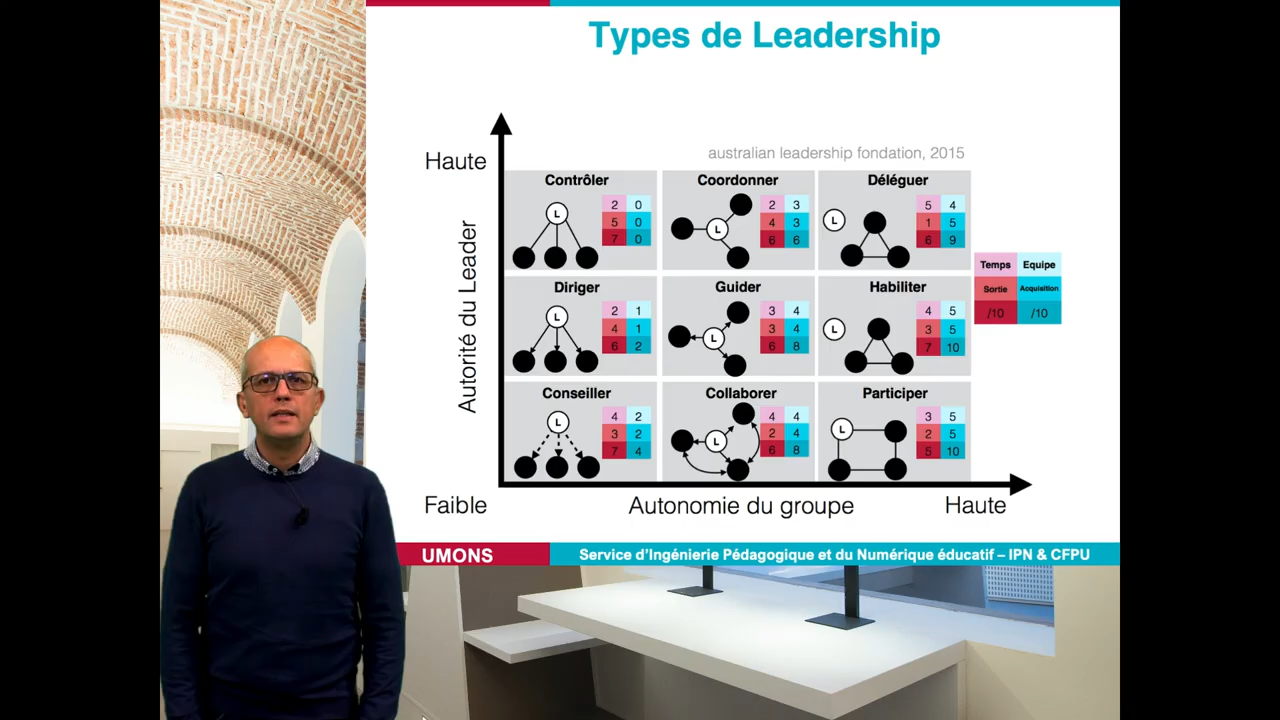 Types de Leadership
australian leadership fondation, 2015
Haute
Autorité du Leader
Contrôler
L
2 0
5 0
7 0
Coordonner
L
2 3
4 3
6 6
Déléguer
L
5 4
1 5
6 9
Diriger
L
2 1
4 1
6 2
Guider
L
3 4
3 4
6 8
Habiliter
L
4 5
3 5
7 10
Conseiller
L
4 2
3 2
7 4
Collaborer
L
4 4
2 4
6 8
Participer
L
3 5
2 5
5 10
Temps Equipe
Sortie Acquisition
/10 /10
Faible
Autonomie du groupe
Haute
UMONS
Service d'Ingénierie Pédagogique et du Numérique éducatif – IPN & CFPU